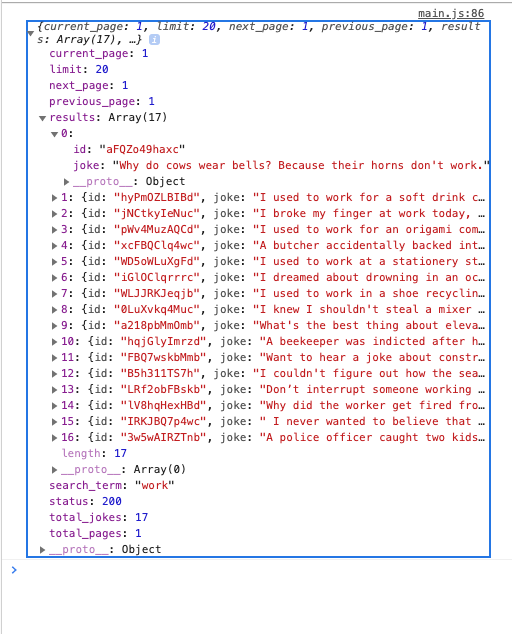 main.js:86
{current_page: 1, limit: 20, next_page: 1, previous_page: 1, result
s: Array(17), …} i
current_page: 1
limit: 20
next_page: 1
previous_page: 1
results: Array(17)
0:
id: "aFQZo49haxc"
joke: "Why do cows wear bells? Because their horns don't work."
__proto__: Object
1: {id: "hyPmOZLBIBd", joke: "I used to work for a soft drink c…
2: {id: "jNCtkyIeNuc", joke: "I broke my finger at work today, …
3: {id: "pWv4MuzAQCd", joke: "I used to work for an origami com…
4: {id: "xcFBQClq4wc", joke: "A butcher accidentally backed int…
5: {id: "WD5oWLuXgFd", joke: "I used to work at a stationery st…
6: {id: "iGlOClqrrrc", joke: "I dreamed about drowning in an oc…
7: {id: "WLJJRKJeqjb", joke: "I used to work in a shoe recyclin…
8: {id: "0LuXvkq4Muc", joke: "I knew I shouldn't steal a mixer …
9: {id: "a218pbMmOmb", joke: "What's the best thing about eleva…
10: {id: "hqjGlyImrzd", joke: "A beekeeper was indicted after h…
11: {id: "FBQ7wskbMmb", joke: "Want to hear a joke about constr…
12: {id: "B5h311TS7h", joke: "I couldn't figure out how the sea…
13: {id: "LRf2obFBskb", joke: "Don’t interrupt someone working …
14: {id: "lV8hqHexHBd", joke: "Why did the worker get fired fro…
15: {id: "IRKJBQ7p4wc", joke: " I never wanted to believe that …
16: {id: "3w5wAIRZTnb", joke: "A police officer caught two kids…
length: 17
__proto__: Array(0)
search_term: "work"
status: 200
total_jokes: 17
total_pages: 1
__proto__: Object